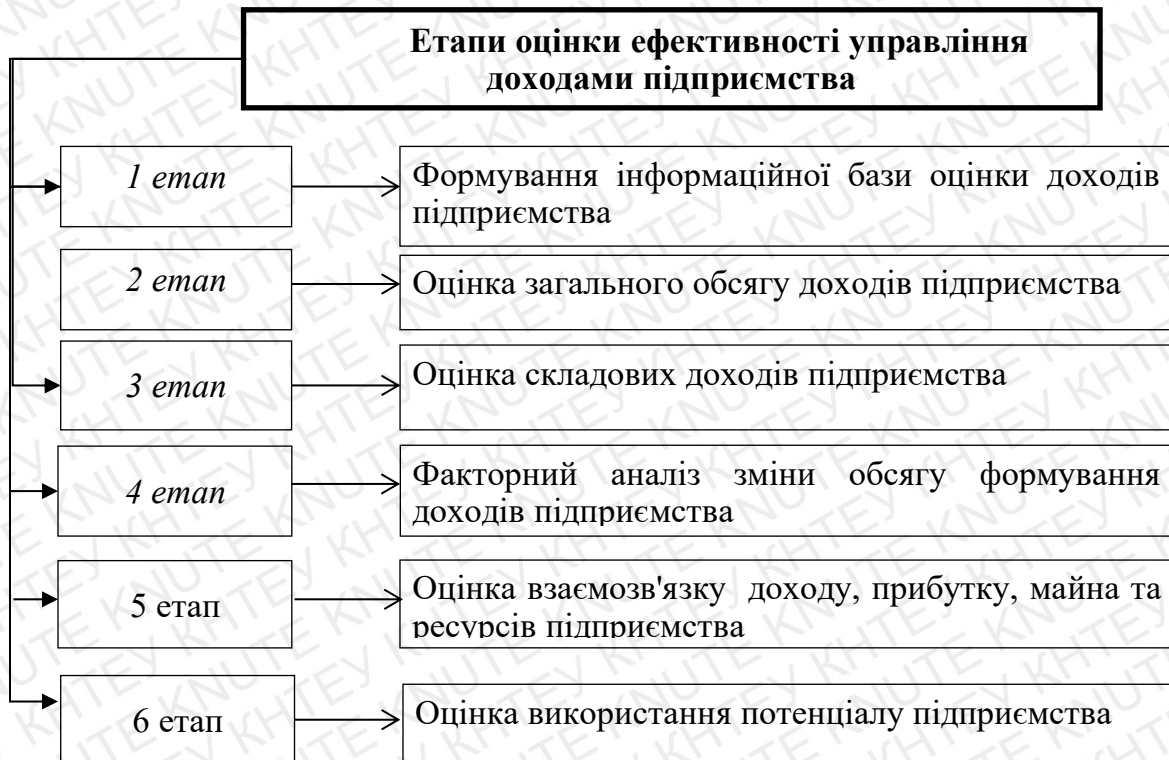 Етапи оцінки ефективності управління
доходами підприємства
1 етап
Формування інформаційної бази оцінки доходів
підприємства
2 етап
Оцінка загального обсягу доходів підприємства
3 етап
Оцінка складових доходів підприємства
4 етап
Факторний аналіз зміни обсягу формування
доходів підприємства
5 етап
Оцінка взаємозв'язку доходу, прибутку, майна та
ресурсів підприємства
6 етап
Оцінка використання потенціалу підприємства